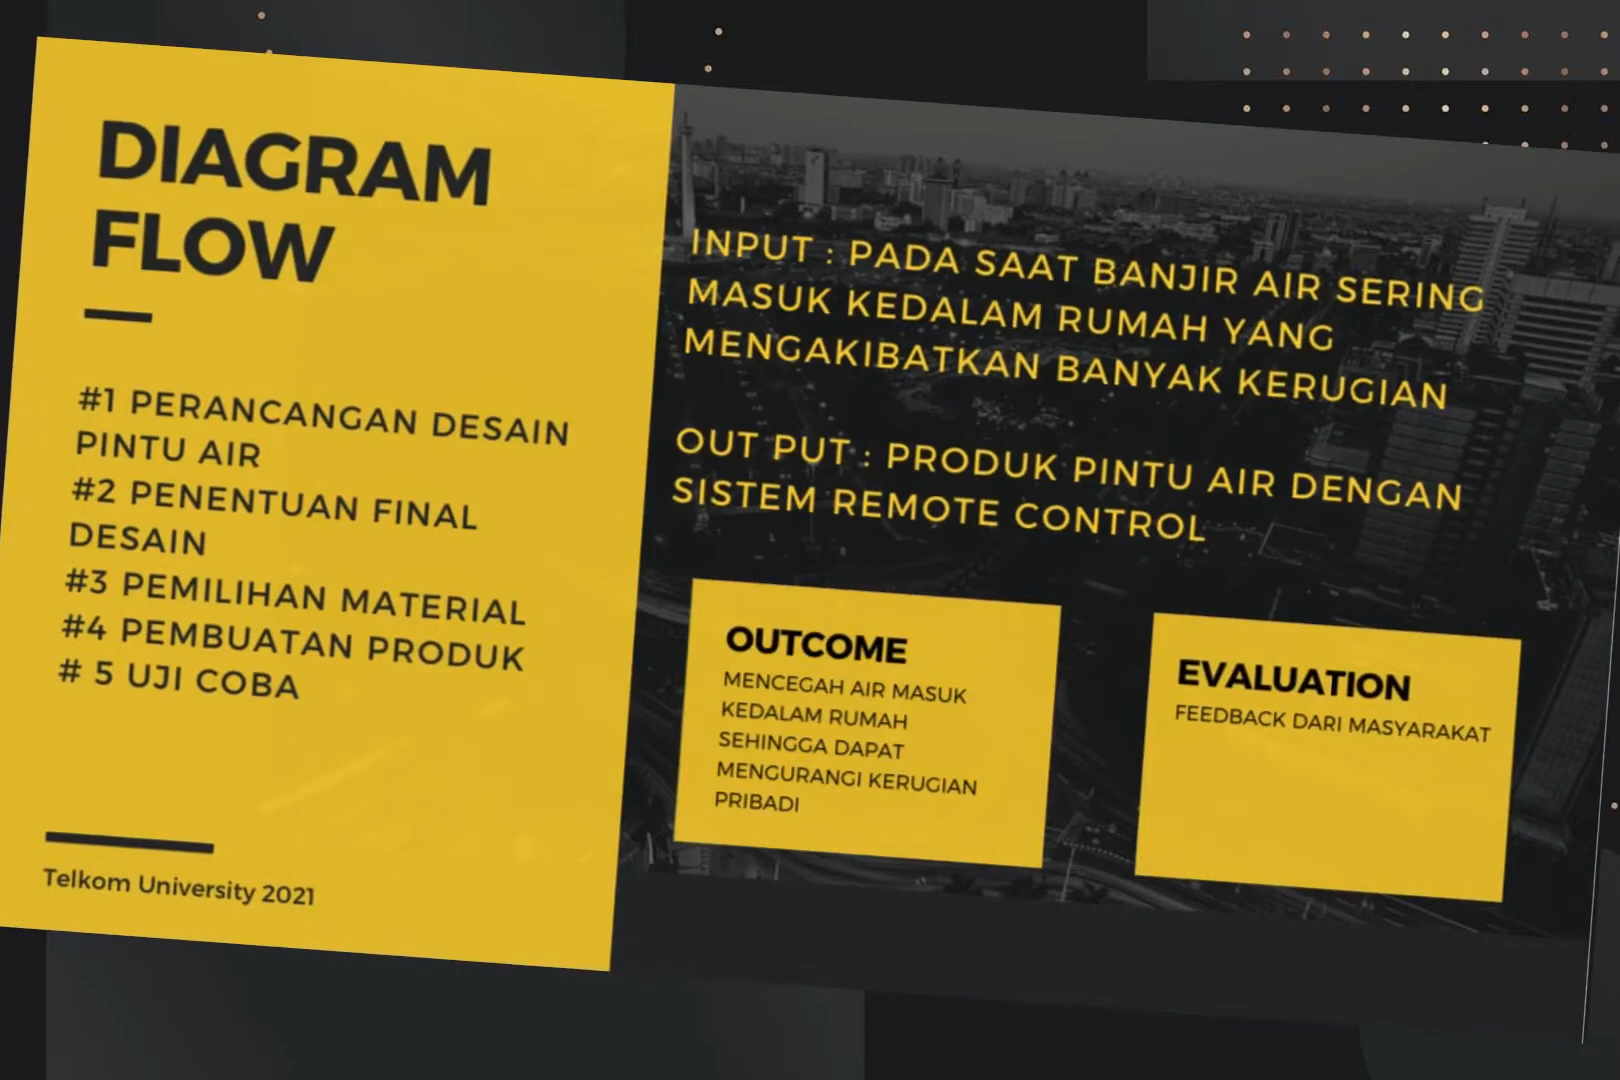 DIAGRAM
FLOW
#1 PERANCANGAN DESAIN
PINTU AIR
#2 PENENTUAN FINAL
DESAIN
#3 PEMILIHAN MATERIAL
#4 PEMBUATAN PRODUK
# 5 UJI COBA
Telkom University 2021
INPUT : PADA SAAT BANJIR AIR SERING
MASUK KEDALAM RUMAH YANG
MENGAKIBATKAN BANYAK KERUGIAN
OUT PUT : PRODUK PINTU AIR DENGAN
SISTEM REMOTE CONTROL
OUTCOME
MENCEGAH AIR MASUK
KEDALAM RUMAH
SEHINGGA DAPAT
MENGURANGI KERUGIAN
PRIBADI
EVALUATION
FEEDBACK DARI MASYARAKAT